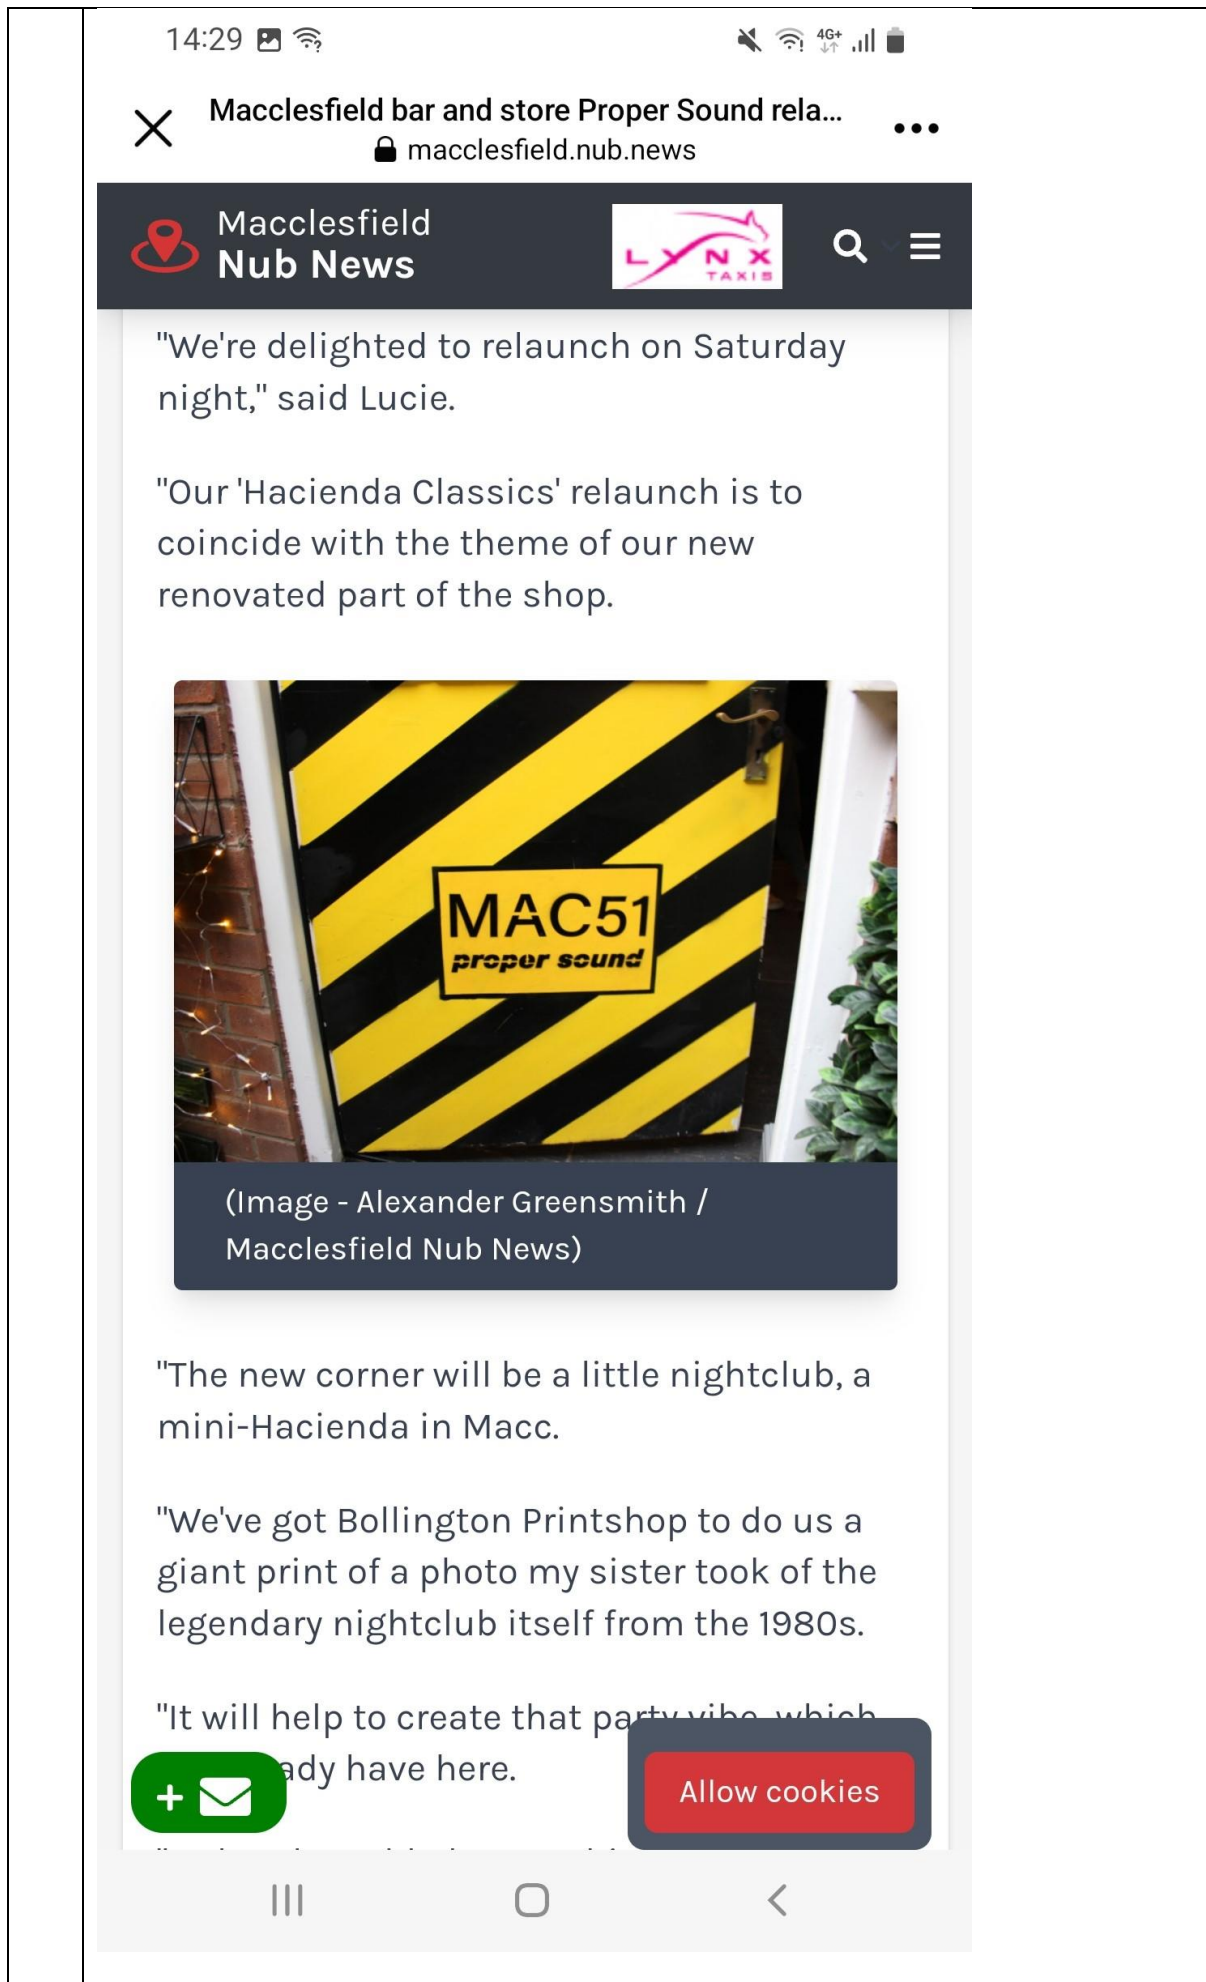 14:29
4G+
Macclesfield bar and store Proper Sound rela...
macclesfield.nub.news
Macclesfield
Nub News
LYNX
TAXIS
"We're delighted to relaunch on Saturday
night," said Lucie.
"Our 'Hacienda Classics' relaunch is to
coincide with the theme of our new
renovated part of the shop.
MAC51
proper sound
(Image - Alexander Greensmith /
Macclesfield Nub News)
"The new corner will be a little nightclub, a
mini-Hacienda in Macc.
"We've got Bollington Printshop to do us a
giant print of a photo my sister took of the
legendary nightclub itself from the 1980s.
"It will help to create that party vibe, which
have here.
Allow cookies